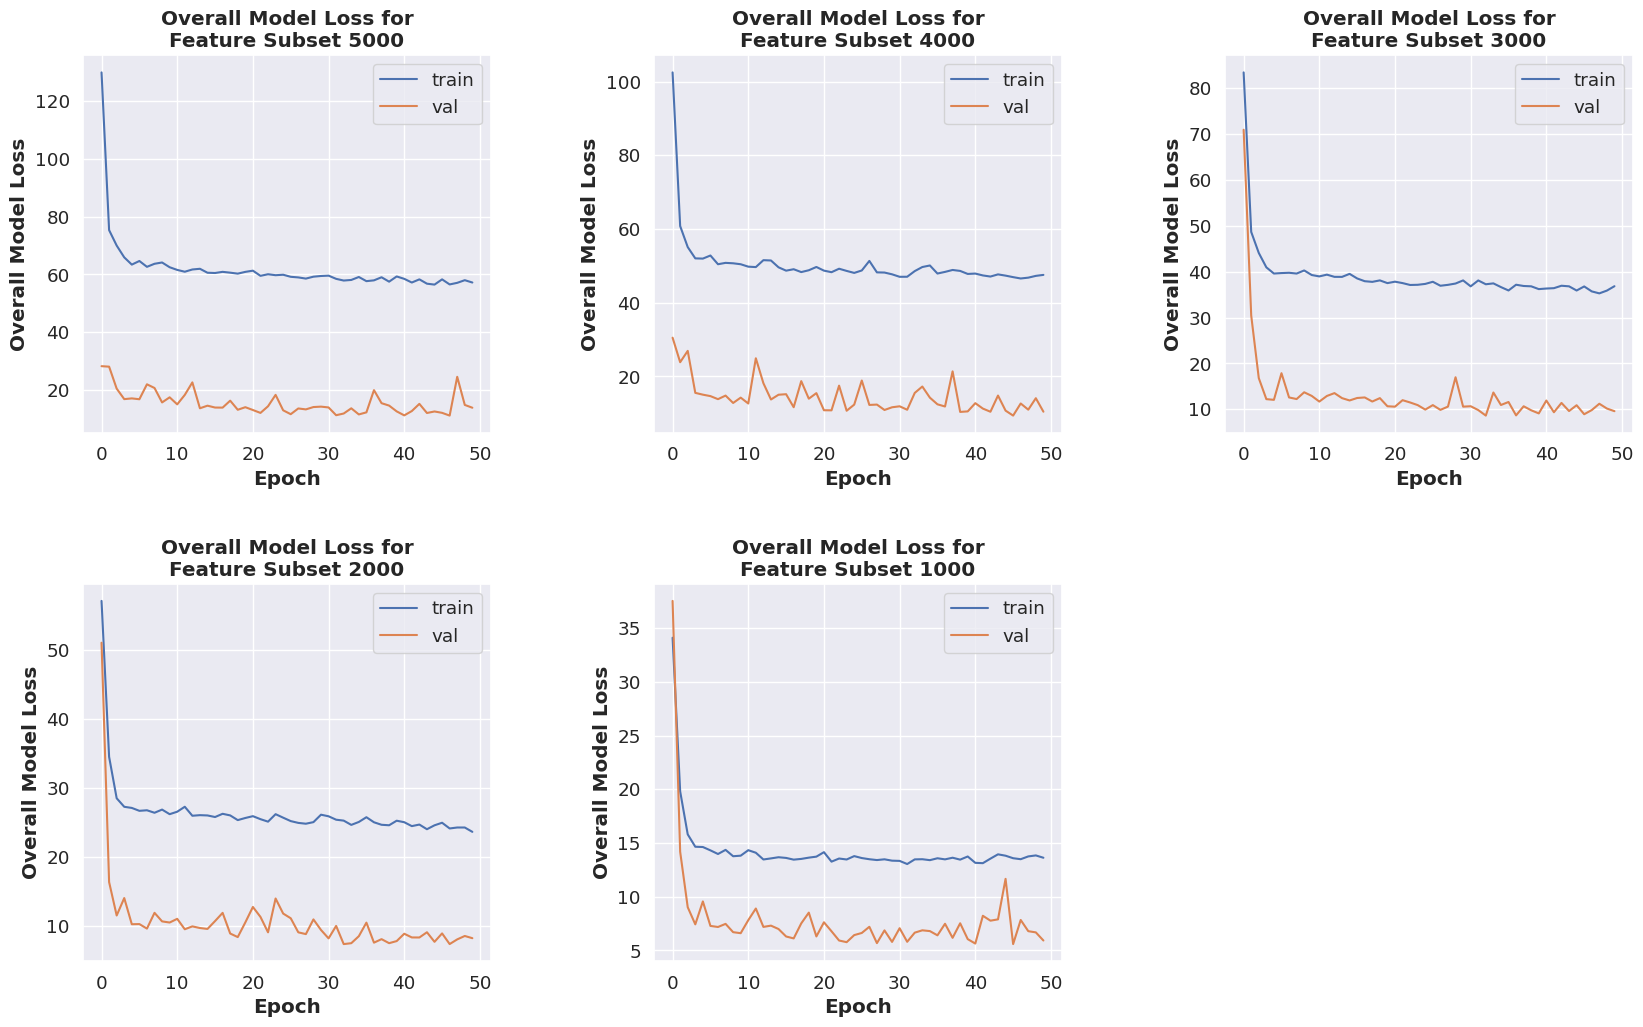 Overall Model Loss for
Feature Subset 5000
Overall Model Loss
120
100
80
60
40
20
train
val
0 10 20 30 40 50
Epoch
Overall Model Loss for
Feature Subset 4000
Overall Model Loss
100
80
60
40
20
train
val
0 10 20 30 40 50
Epoch
Overall Model Loss for
Feature Subset 3000
Overall Model Loss
80
70
60
50
40
30
20
10
train
val
0 10 20 30 40 50
Epoch
Overall Model Loss for
Feature Subset 2000
Overall Model Loss
50
40
30
20
10
train
val
0 10 20 30 40 50
Epoch
Overall Model Loss for
Feature Subset 1000
Overall Model Loss
35
30
25
20
15
10
5
train
val
0 10 20 30 40 50
Epoch